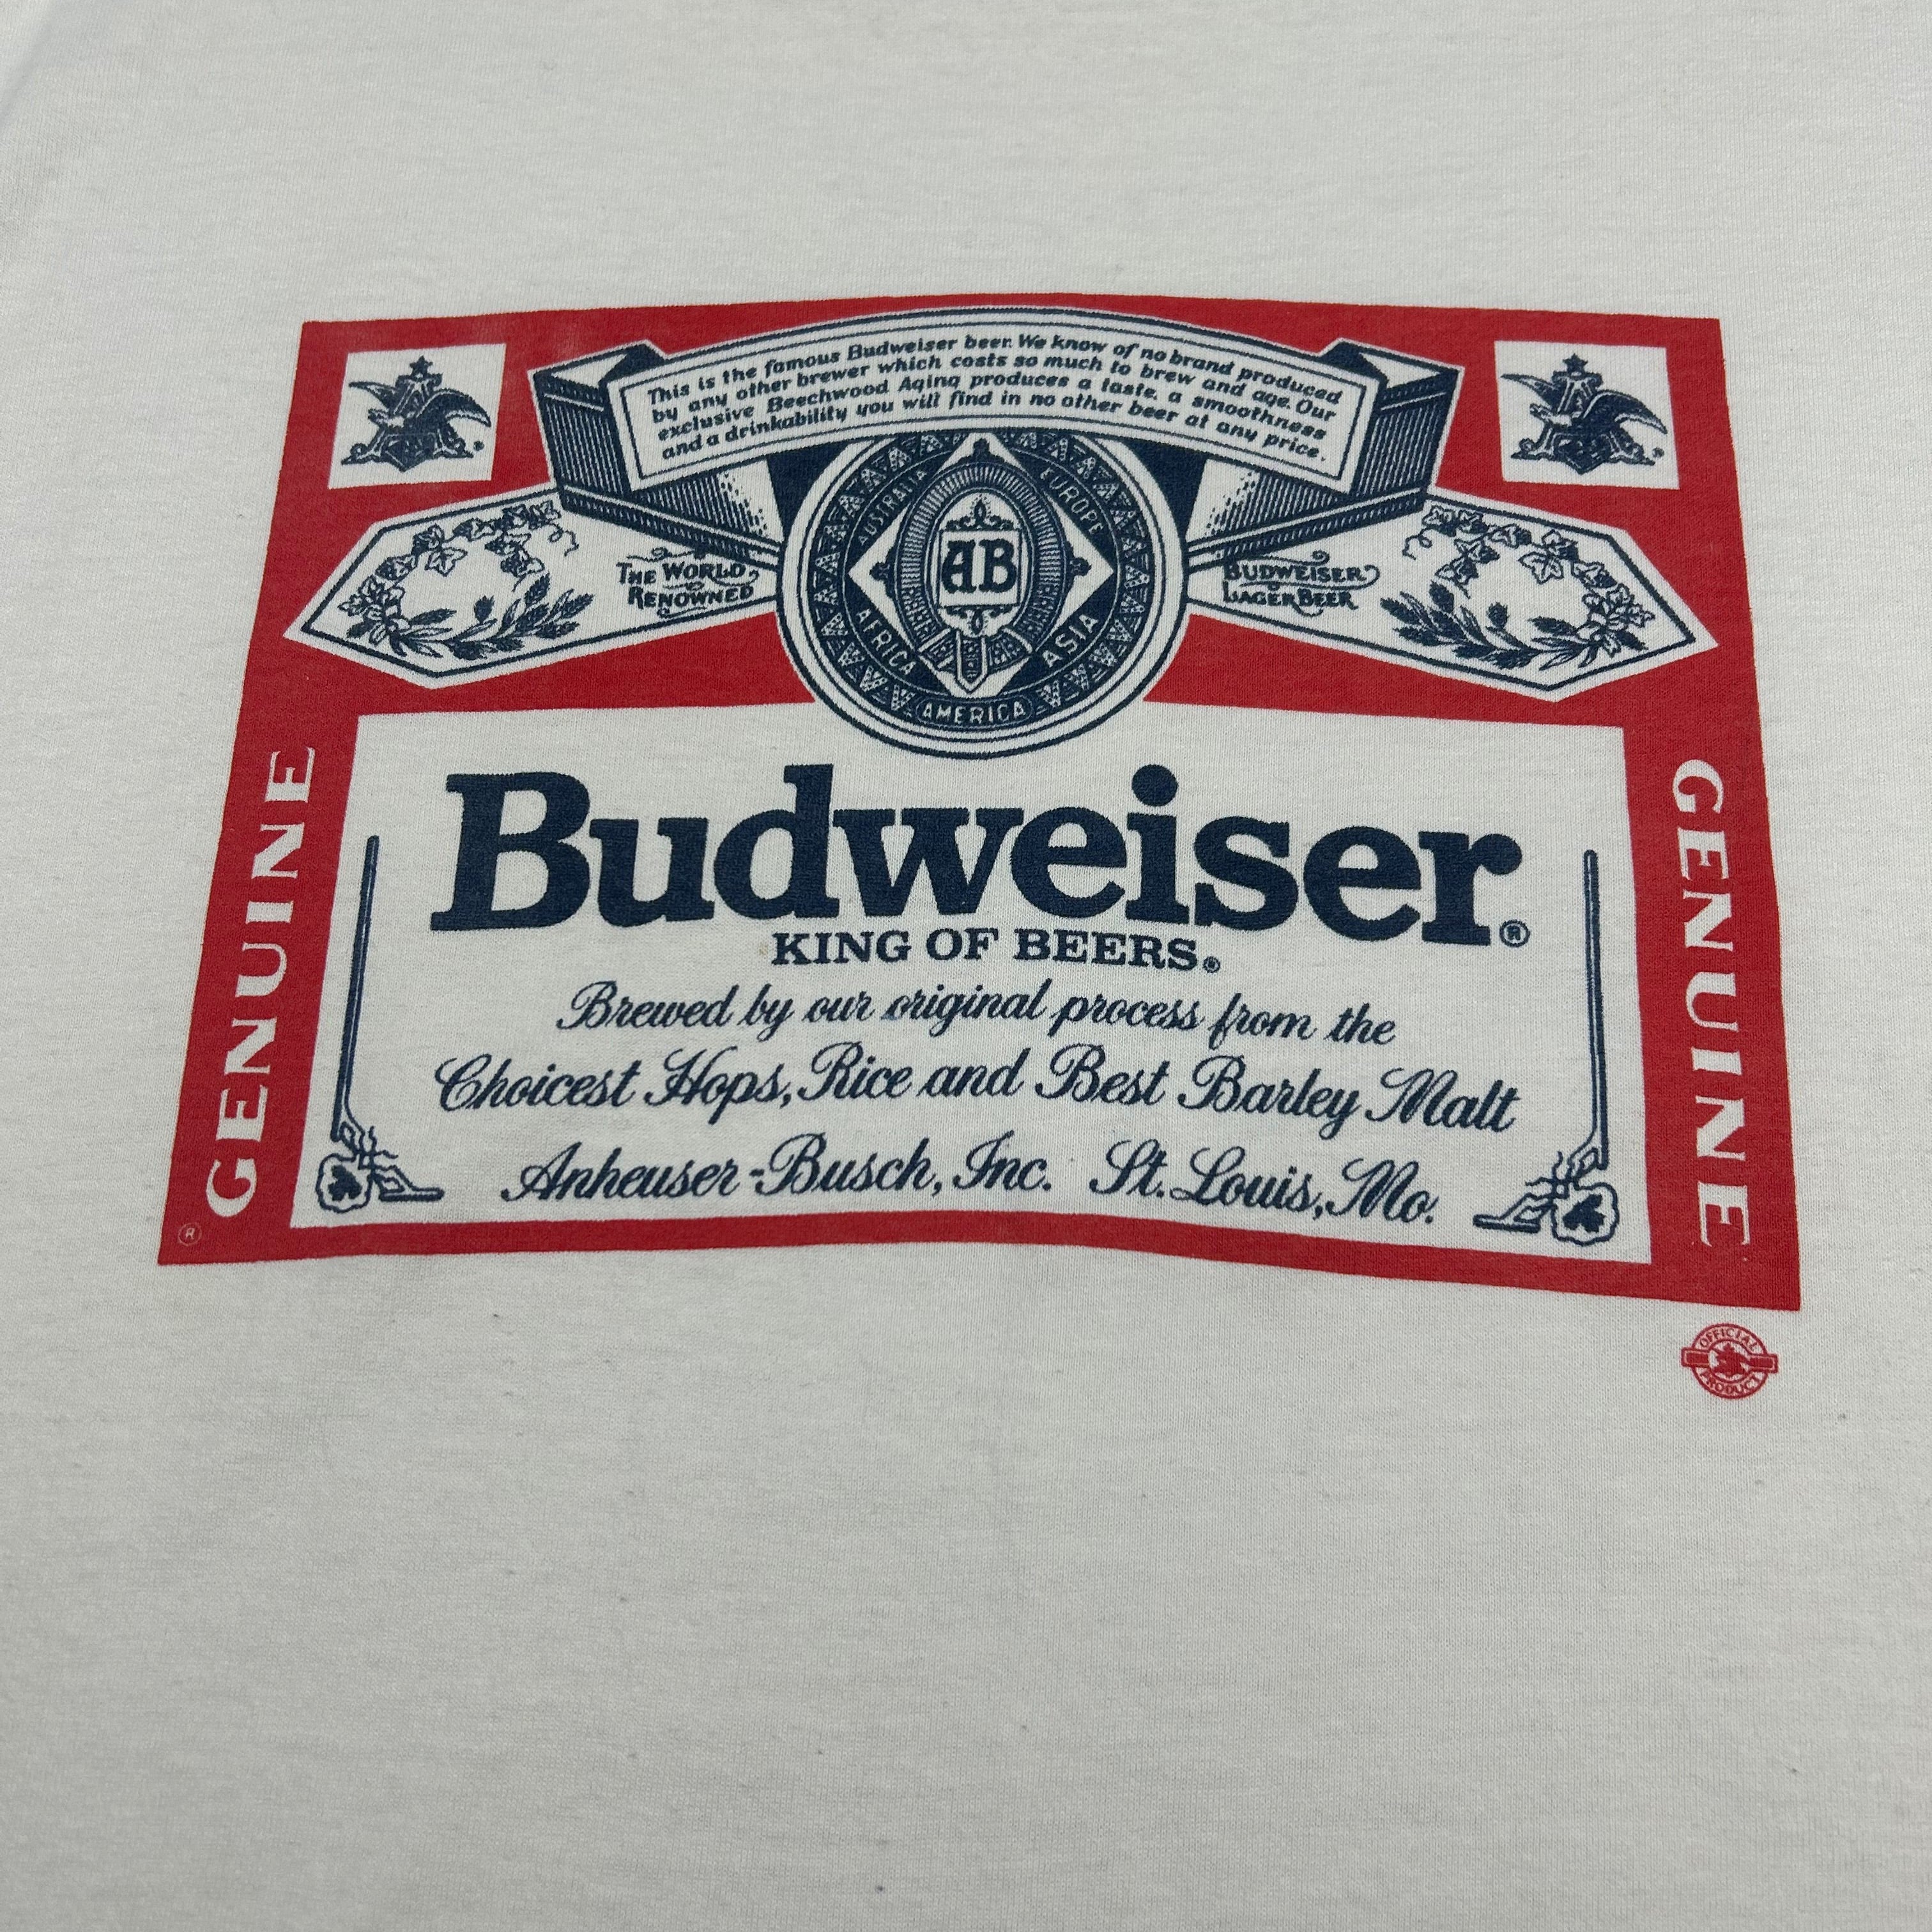 This is the famous Budweiser beer. We know of no brand produced
by any other brewer which costs so much to brew and age. Our
exclusive Beechwood Aging produces a taste, a smoothness
and a drinkability you will find in no other beer at any price.
AUSTRALIA
EUROPE
THE WORLD
RENOWNED
AB
BUDWEISER
LAGER BEER
AFRICA
ASIA
AMERICA
GENUINE
GENUINE
Budweiser®
KING OF BEERS®
Brewed by our original process from the
Choicest Hops, Rice and Best Barley Malt
Anheuser-Busch, Inc. St. Louis, Mo.
®
OFFICIAL
PRODUCT